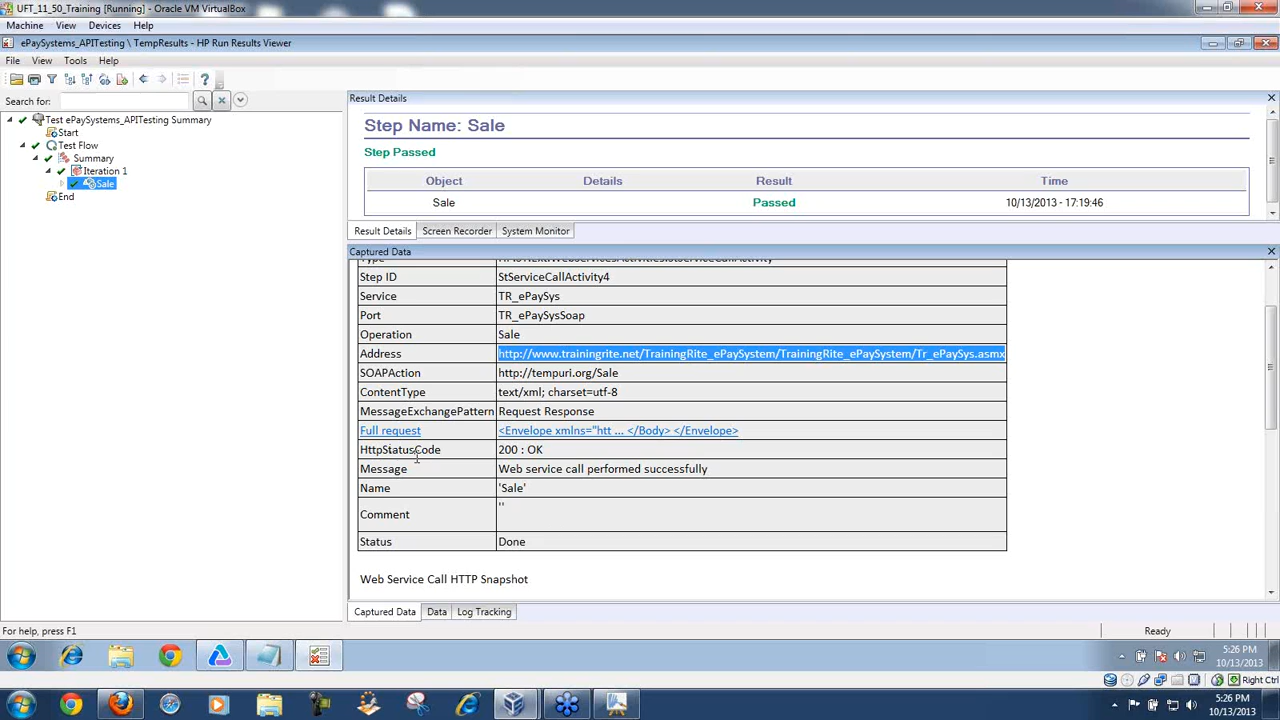 UFT_11_50_Training [Running] - Oracle VM VirtualBox
Machine View Devices Help
ePaySystems_APITesting \ TempResults - HP Run Results Viewer
File View Tools Help
Search for:
Test ePaySystems_APITesting Summary
Start
Test Flow
Summary
Iteration 1
Sale
End
Result Details
Step Name: Sale
Step Passed
Object Details Result Time
Sale Passed 10/13/2013 - 17:19:46
Result Details Screen Recorder System Monitor
Captured Data
Step ID StServiceCallActivity4
Service TR_ePaySys
Port TR_ePaySysSoap
Operation Sale
Address http://www.trainingrite.net/TrainingRite_ePaySystem/TrainingRite_ePaySystem/Tr_ePaySys.asmx
SOAPAction http://tempuri.org/Sale
ContentType text/xml; charset=utf-8
MessageExchangePattern Request Response
Full request <Envelope xmlns="htt ... </Body> </Envelope>
HttpStatusCode 200 : OK
Message Web service call performed successfully
Name 'Sale'
Comment ''
Status Done
Web Service Call HTTP Snapshot
Captured Data Data Log Tracking
For help, press F1
Ready
5:26 PM
10/13/2013
Right Ctrl
5:26 PM
10/13/2013